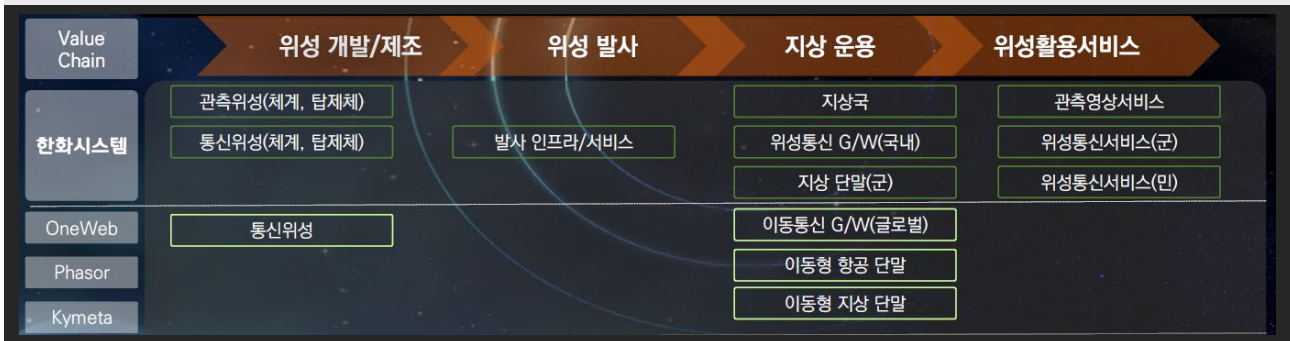 Value
Chain
위성 개발/제조
위성 발사
지상 운용
위성활용서비스
한화시스템
관측위성(체계, 탑제체)
지상국
관측영상서비스
통신위성(체계, 탑제체)
발사 인프라/서비스
위성통신 G/W(국내)
위성통신서비스(군)
지상 단말(군)
위성통신서비스(민)
OneWeb
통신위성
이동통신 G/W(글로벌)
Phasor
이동형 항공 단말
Kymeta
이동형 지상 단말